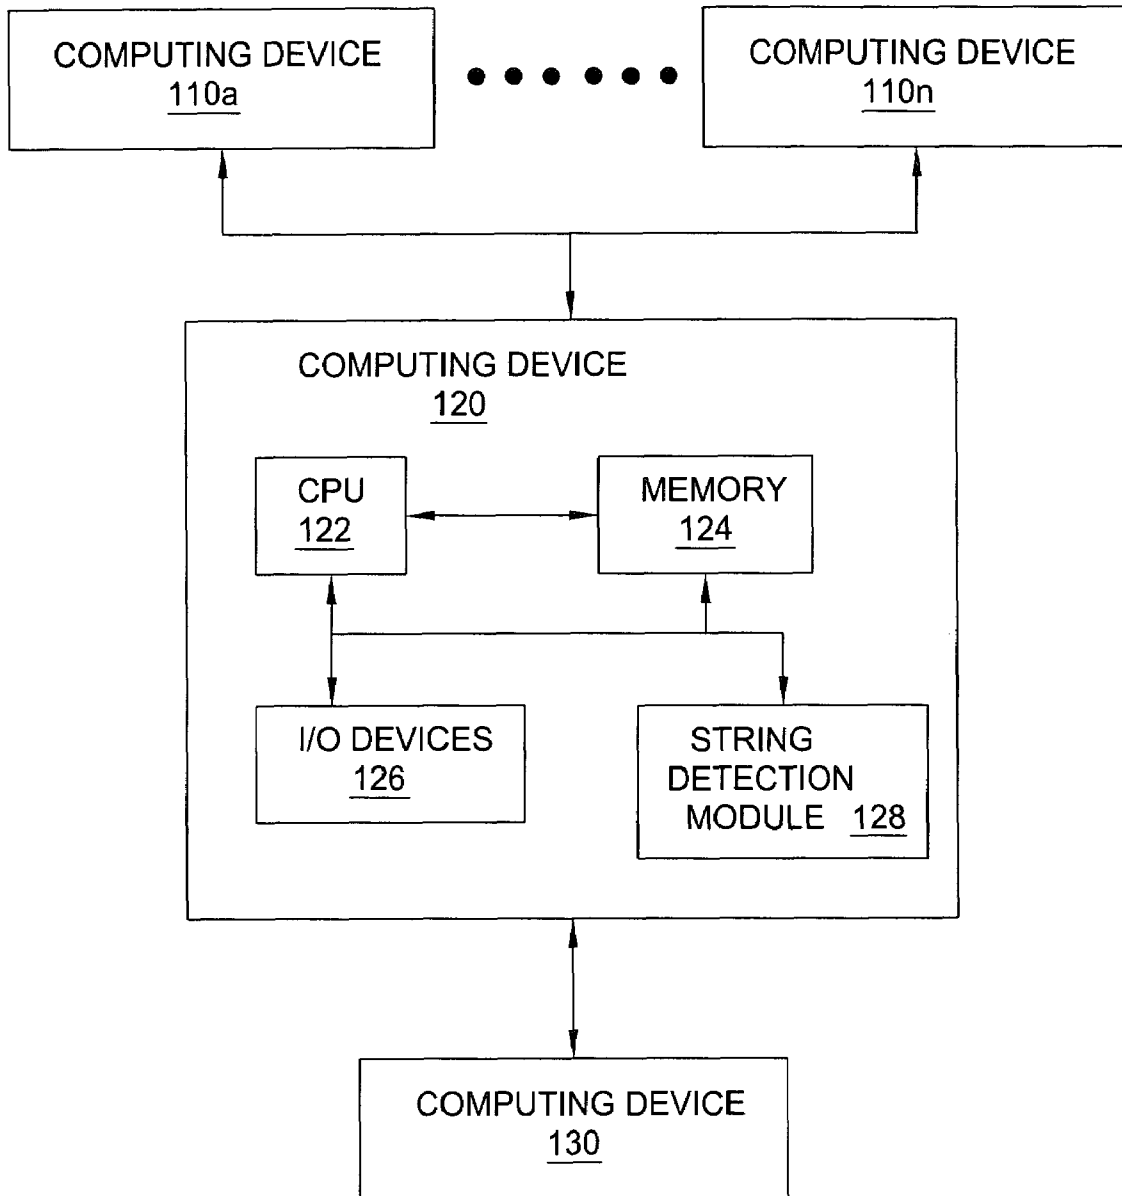 COMPUTING DEVICE
110a
COMPUTING DEVICE
110n
COMPUTING DEVICE
120
CPU
122
MEMORY
124
I/O DEVICES
126
STRING
DETECTION
MODULE 128
COMPUTING DEVICE
130